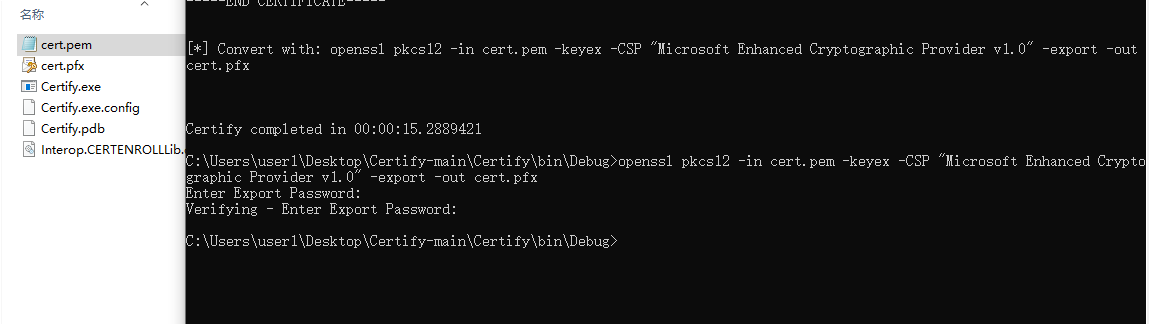 名称
cert.pem
cert.pfx
Certify.exe
Certify.exe.config
Certify.pdb
Interop.CERTENROLLLib.
-----END CERTIFICATE-----
[*] Convert with: openssl pkcs12 -in cert.pem -keyex -CSP "Microsoft Enhanced Cryptographic Provider v1.0" -export -out
cert.pfx
Certify completed in 00:00:15.2889421
C:\Users\user1\Desktop\Certify-main\Certify\bin\Debug>openssl pkcs12 -in cert.pem -keyex -CSP "Microsoft Enhanced Crypto
graphic Provider v1.0" -export -out cert.pfx
Enter Export Password:
Verifying - Enter Export Password:
C:\Users\user1\Desktop\Certify-main\Certify\bin\Debug>